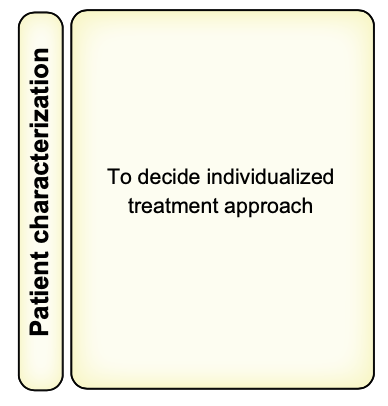 Patient characterization
To decide individualized
treatment approach